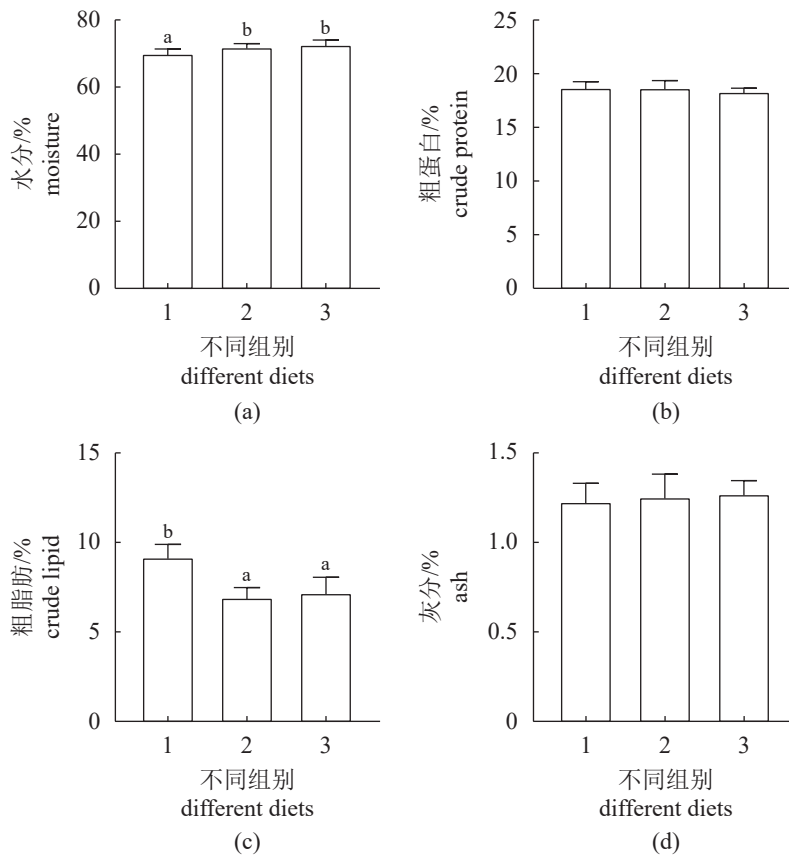 80
60
40
20
0
水分/%
moisture
a
b
b
1
2
3
不同组别
different diets
(a)
25
20
15
10
5
0
粗蛋白/%
crude protein
1
2
3
不同组别
different diets
(b)
15
10
5
0
粗脂肪/%
crude lipid
b
a
a
1
2
3
不同组别
different diets
(c)
1.5
1.0
0.5
0
灰分/%
ash
1
2
3
不同组别
different diets
(d)